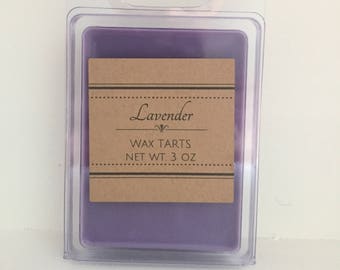 Lavender
WAX TARTS
NET WT. 3 OZ